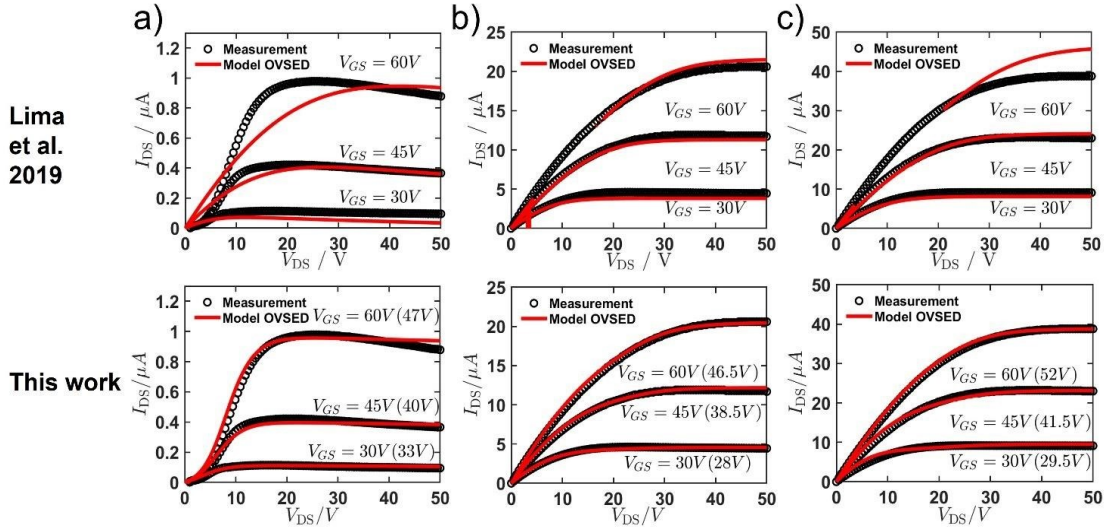 a)
b)
c)
Lima
et al.
2019
1.2
1
0.8
0.6
0.4
0.2
0
0 10 20 30 40 50
I_DS / μA
V_DS / V
Measurement
Model OVSED
V_GS = 60V
V_GS = 45V
V_GS = 30V
25
20
15
10
5
0
0 10 20 30 40 50
I_DS / μA
V_DS / V
Measurement
Model OVSED
V_GS = 60V
V_GS = 45V
V_GS = 30V
50
40
30
20
10
0
0 10 20 30 40 50
I_DS / μA
V_DS / V
Measurement
Model OVSED
V_GS = 60V
V_GS = 45V
V_GS = 30V
This work
1.2
1
0.8
0.6
0.4
0.2
0
0 10 20 30 40 50
I_DS/μA
V_DS/V
Measurement
Model OVSED
V_GS = 60V(47V)
V_GS = 45V(40V)
V_GS = 30V(33V)
25
20
15
10
5
0
0 10 20 30 40 50
I_DS/μA
V_DS/V
Measurement
Model OVSED
V_GS = 60V(46.5V)
V_GS = 45V(38.5V)
V_GS = 30V(28V)
50
40
30
20
10
0
0 10 20 30 40 50
I_DS/μA
V_DS/V
Measurement
Model OVSED
V_GS = 60V(52V)
V_GS = 45V(41.5V)
V_GS = 30V(29.5V)